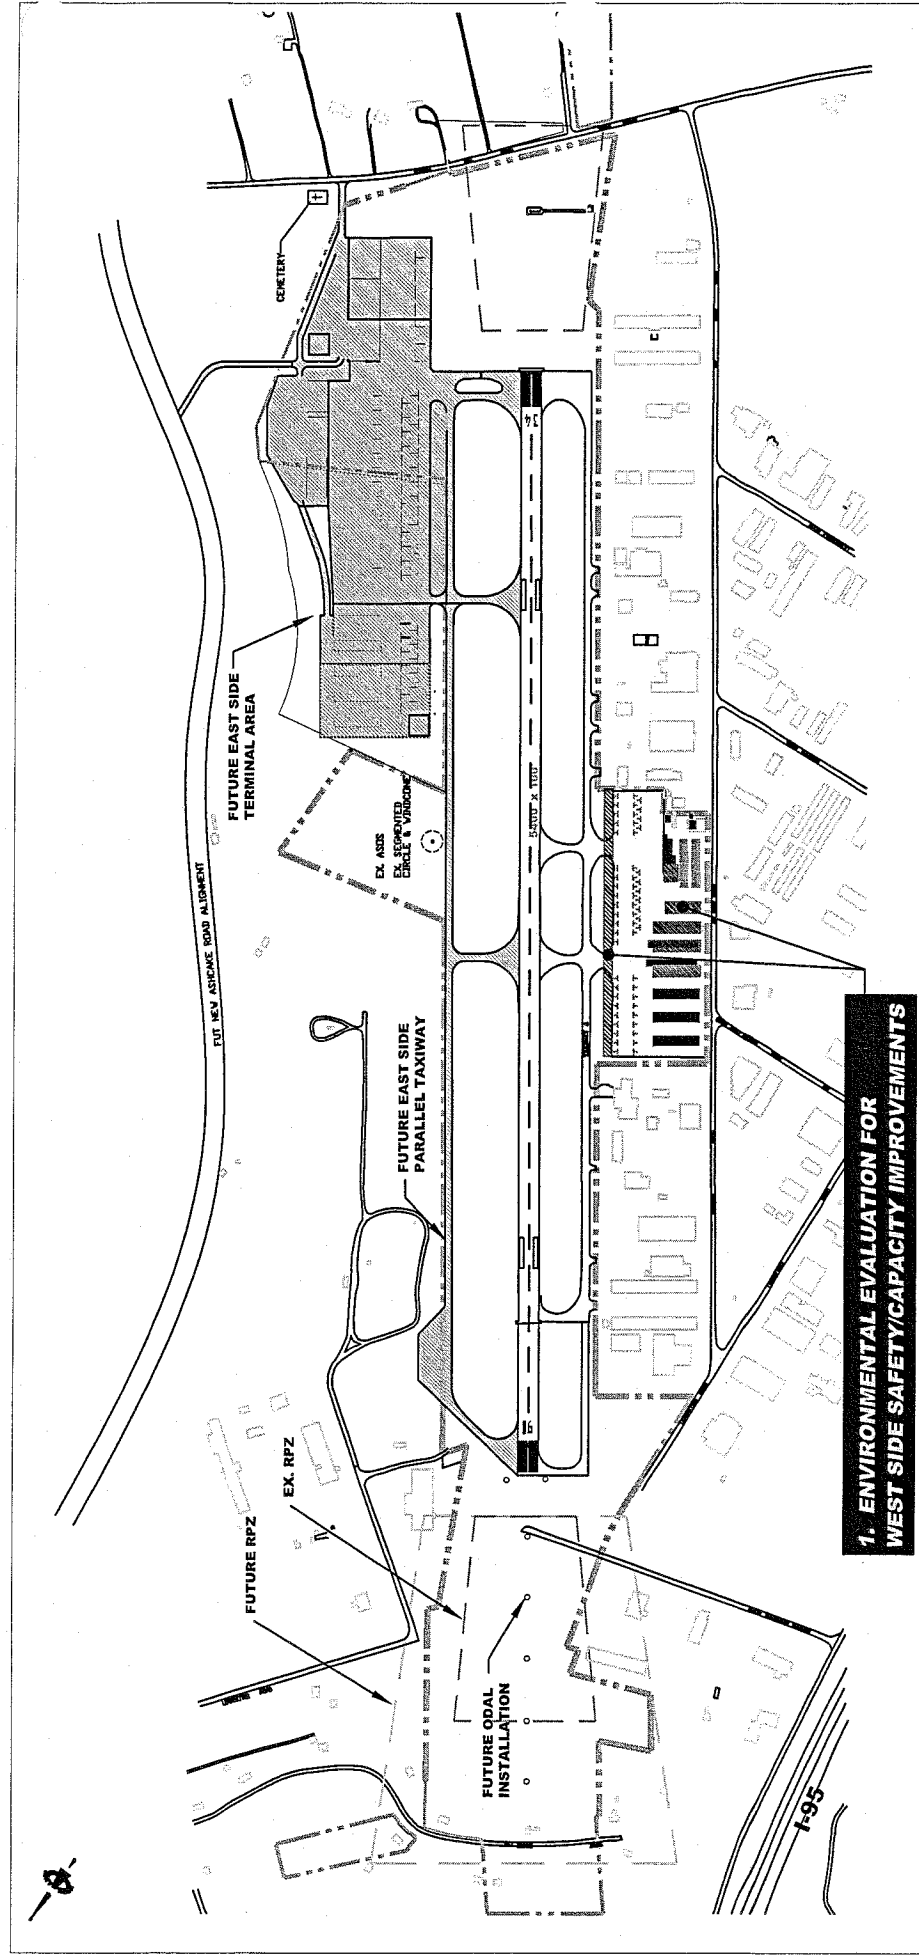 CEMETERY
FUTURE EAST SIDE
TERMINAL AREA
FUT NEW ASHCAKE ROAD ALIGNMENT
EX. ASOS
EX. SEGMENTED
CIRCLE & WINDCONE
34
5400 X 100
FUTURE EAST SIDE
PARALLEL TAXIWAY
16
EX. RPZ
FUTURE RPZ
FUTURE ODAL
INSTALLATION
I-95
1. ENVIRONMENTAL EVALUATION FOR
WEST SIDE SAFETY/CAPACITY IMPROVEMENTS